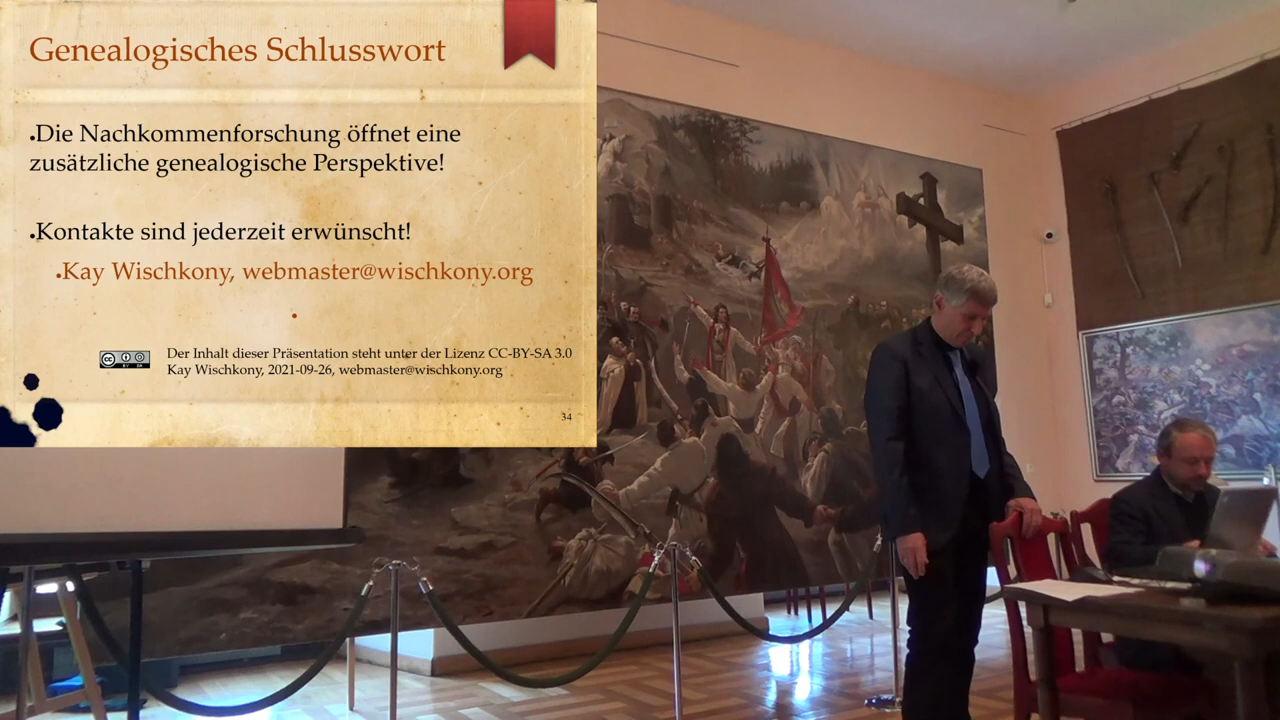 Genealogisches Schlusswort
•Die Nachkommenforschung öffnet eine
zusätzliche genealogische Perspektive!
•Kontakte sind jederzeit erwünscht!
•Kay Wischkony, webmaster@wischkony.org
•
Der Inhalt dieser Präsentation steht unter der Lizenz CC-BY-SA 3.0
Kay Wischkony, 2021-09-26, webmaster@wischkony.org
34